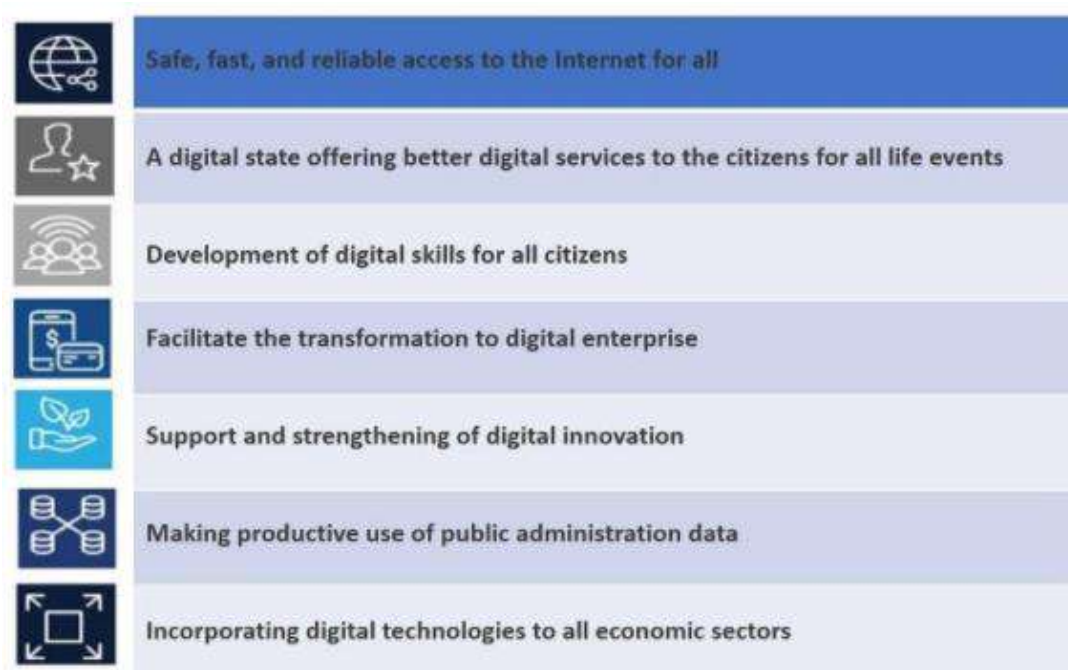 Safe, fast, and reliable access to the Internet for all
A digital state offering better digital services to the citizens for all life events
Development of digital skills for all citizens
$
Facilitate the transformation to digital enterprise
Support and strengthening of digital innovation
Making productive use of public administration data
Incorporating digital technologies to all economic sectors